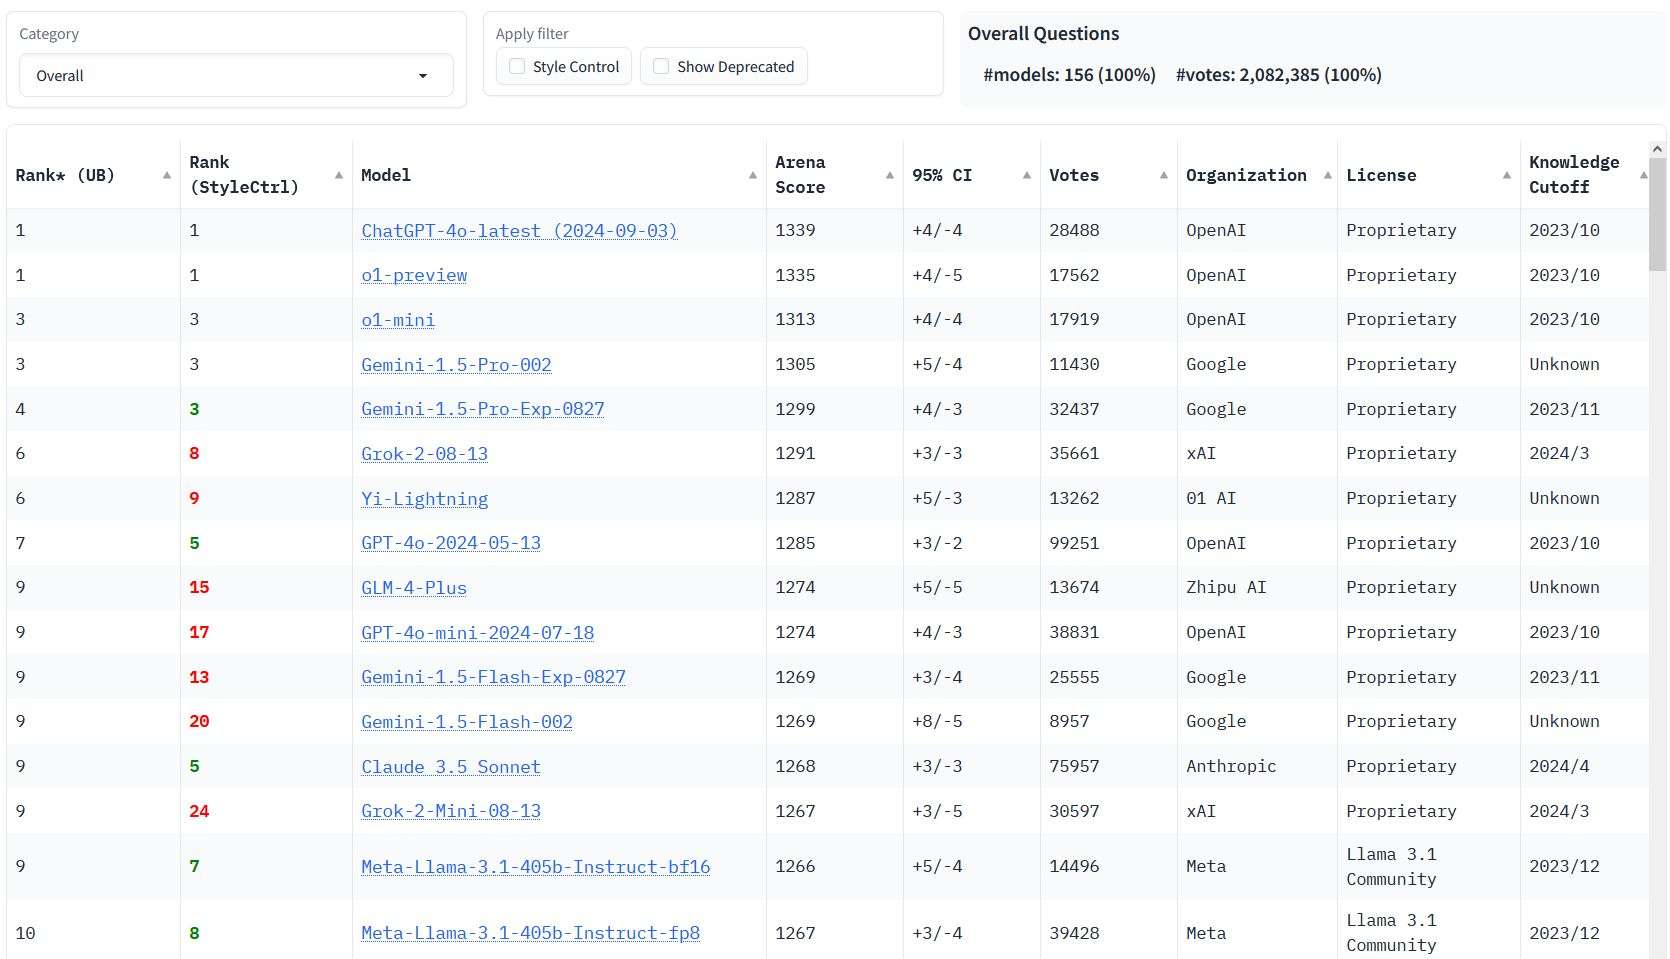 Category
Overall
Apply filter
Style Control Show Deprecated
Overall Questions
#models: 156 (100%) #votes: 2,082,385 (100%)
Rank* (UB) Rank (StyleCtrl) Model Arena Score 95% CI Votes Organization License Knowledge Cutoff
1 1 ChatGPT-4o-latest (2024-09-03) 1339 +4/-4 28488 OpenAI Proprietary 2023/10
1 1 o1-preview 1335 +4/-5 17562 OpenAI Proprietary 2023/10
3 3 o1-mini 1313 +4/-4 17919 OpenAI Proprietary 2023/10
3 3 Gemini-1.5-Pro-002 1305 +5/-4 11430 Google Proprietary Unknown
4 3 Gemini-1.5-Pro-Exp-0827 1299 +4/-3 32437 Google Proprietary 2023/11
6 8 Grok-2-08-13 1291 +3/-3 35661 xAI Proprietary 2024/3
6 9 Yi-Lightning 1287 +5/-3 13262 01 AI Proprietary Unknown
7 5 GPT-4o-2024-05-13 1285 +3/-2 99251 OpenAI Proprietary 2023/10
9 15 GLM-4-Plus 1274 +5/-5 13674 Zhipu AI Proprietary Unknown
9 17 GPT-4o-mini-2024-07-18 1274 +4/-3 38831 OpenAI Proprietary 2023/10
9 13 Gemini-1.5-Flash-Exp-0827 1269 +3/-4 25555 Google Proprietary 2023/11
9 20 Gemini-1.5-Flash-002 1269 +8/-5 8957 Google Proprietary Unknown
9 5 Claude 3.5 Sonnet 1268 +3/-3 75957 Anthropic Proprietary 2024/4
9 24 Grok-2-Mini-08-13 1267 +3/-5 30597 xAI Proprietary 2024/3
9 7 Meta-Llama-3.1-405b-Instruct-bf16 1266 +5/-4 14496 Meta Llama 3.1 Community 2023/12
10 8 Meta-Llama-3.1-405b-Instruct-fp8 1267 +3/-4 39428 Meta Llama 3.1 Community 2023/12